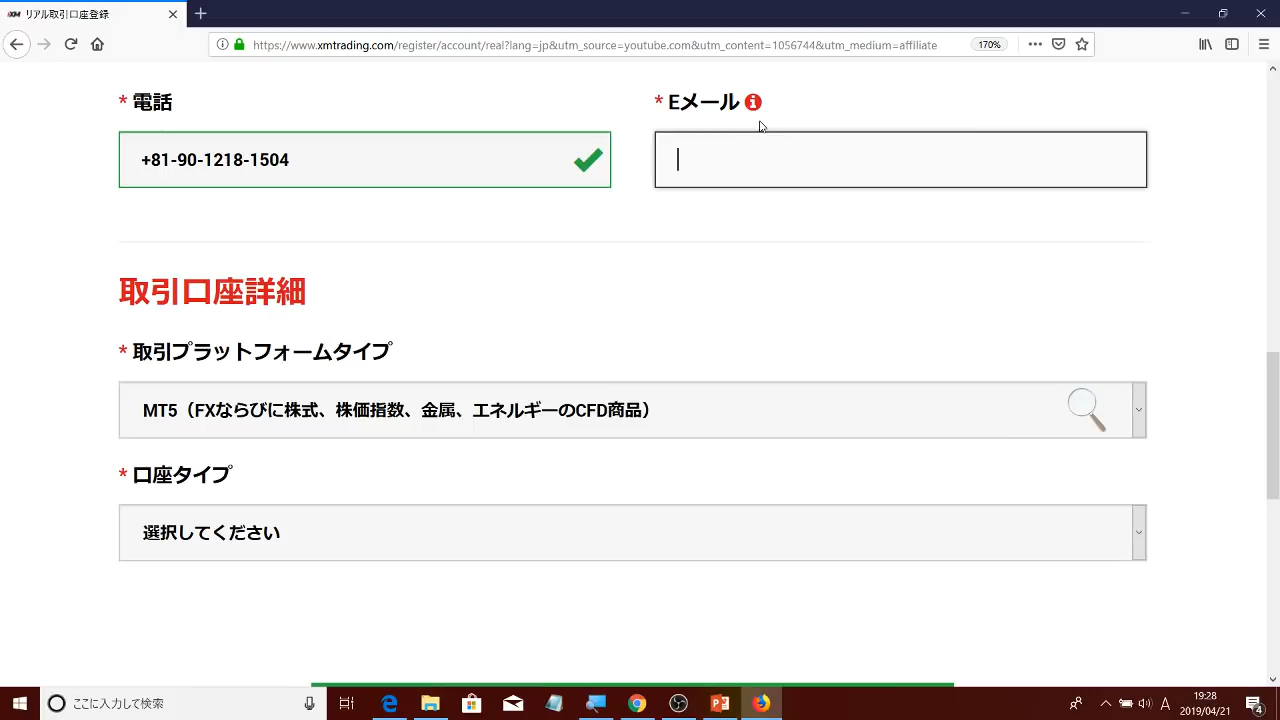 XM リアル取引口座登録
https://www.xmtrading.com/register/account/real?lang=jp&utm_source=youtube.com&utm_content=1056744&utm_medium=affiliate
170%
* 電話
* Eメール
+81-90-1218-1504
取引口座詳細
* 取引プラットフォームタイプ
MT5（FXならびに株式、株価指数、金属、エネルギーのCFD商品）
* 口座タイプ
選択してください
ここに入力して検索
A
19:28
2019/04/21
4